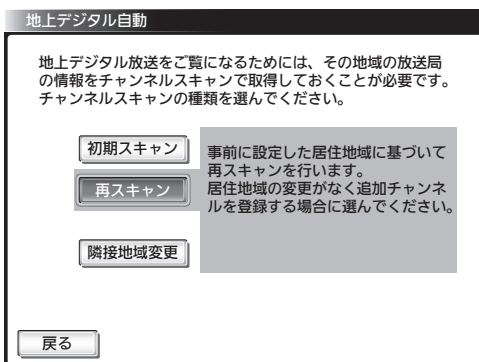 地上デジタル自動
地上デジタル放送をご覧になるためには、その地域の放送局
の情報をチャンネルスキャンで取得しておくことが必要です。
チャンネルスキャンの種類を選んでください。
初期スキャン
再スキャン
隣接地域変更
事前に設定した居住地域に基づいて
再スキャンを行います。
居住地域の変更がなく追加チャンネ
ルを登録する場合に選んでください。
戻る